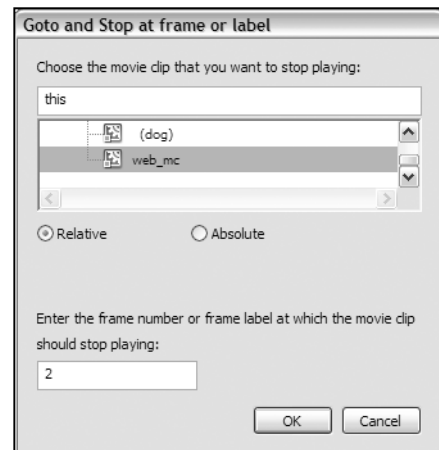 Goto and Stop at frame or label
Choose the movie clip that you want to stop playing:
this
(dog)
web_mc
Relative Absolute
Enter the frame number or frame label at which the movie clip
should stop playing:
2
OK Cancel